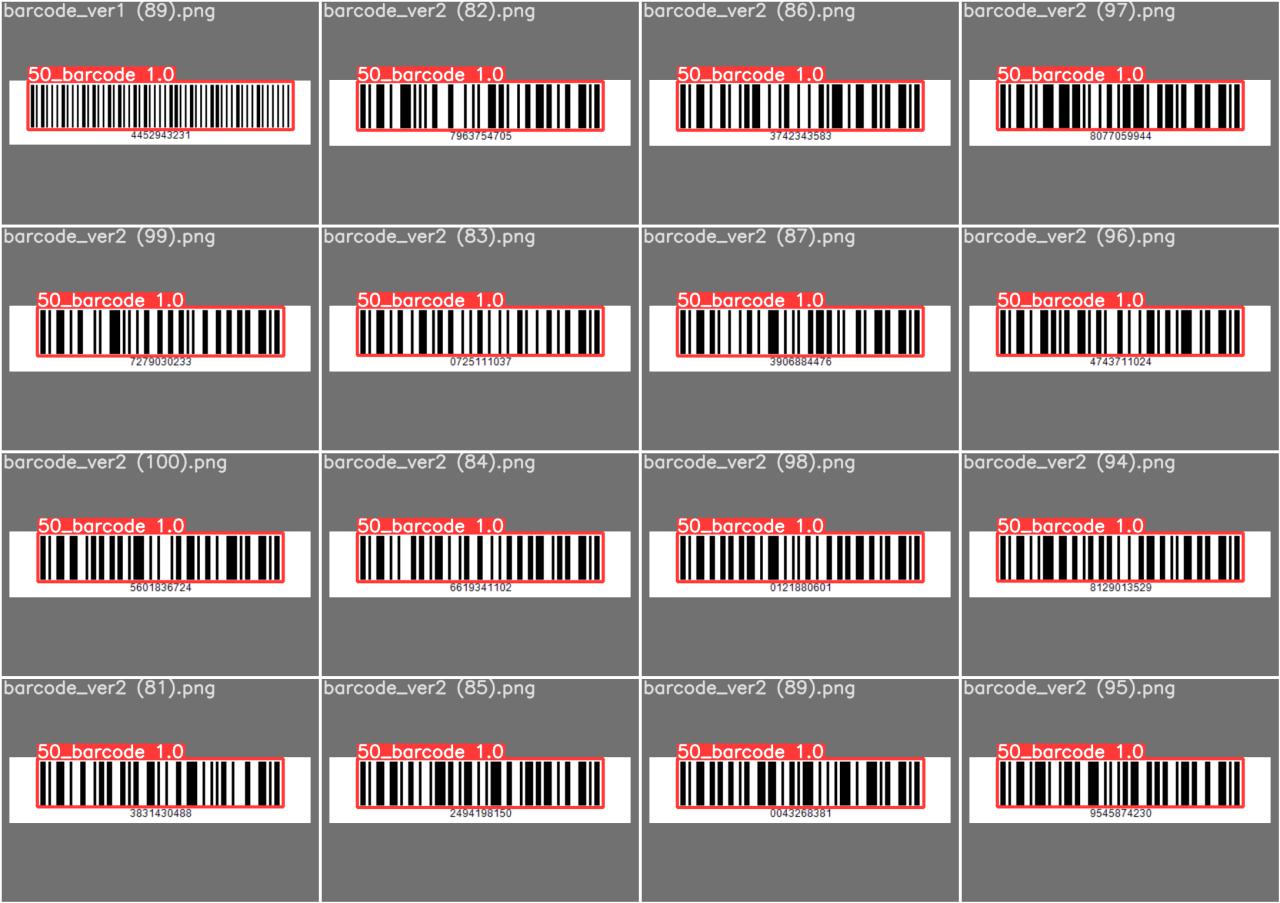 barcode_ver1 (89).png
50_barcode 1.0
4452943231
barcode_ver2 (82).png
50_barcode 1.0
7963754705
barcode_ver2 (86).png
50_barcode 1.0
3742343583
barcode_ver2 (97).png
50_barcode 1.0
8077059944
barcode_ver2 (99).png
50_barcode 1.0
7279030233
barcode_ver2 (83).png
50_barcode 1.0
0725111037
barcode_ver2 (87).png
50_barcode 1.0
3906884476
barcode_ver2 (96).png
50_barcode 1.0
4743711024
barcode_ver2 (100).png
50_barcode 1.0
5601836724
barcode_ver2 (84).png
50_barcode 1.0
6619341102
barcode_ver2 (98).png
50_barcode 1.0
0121880601
barcode_ver2 (94).png
50_barcode 1.0
8129013529
barcode_ver2 (81).png
50_barcode 1.0
3831430488
barcode_ver2 (85).png
50_barcode 1.0
2494198150
barcode_ver2 (89).png
50_barcode 1.0
0043268381
barcode_ver2 (95).png
50_barcode 1.0
9545874230